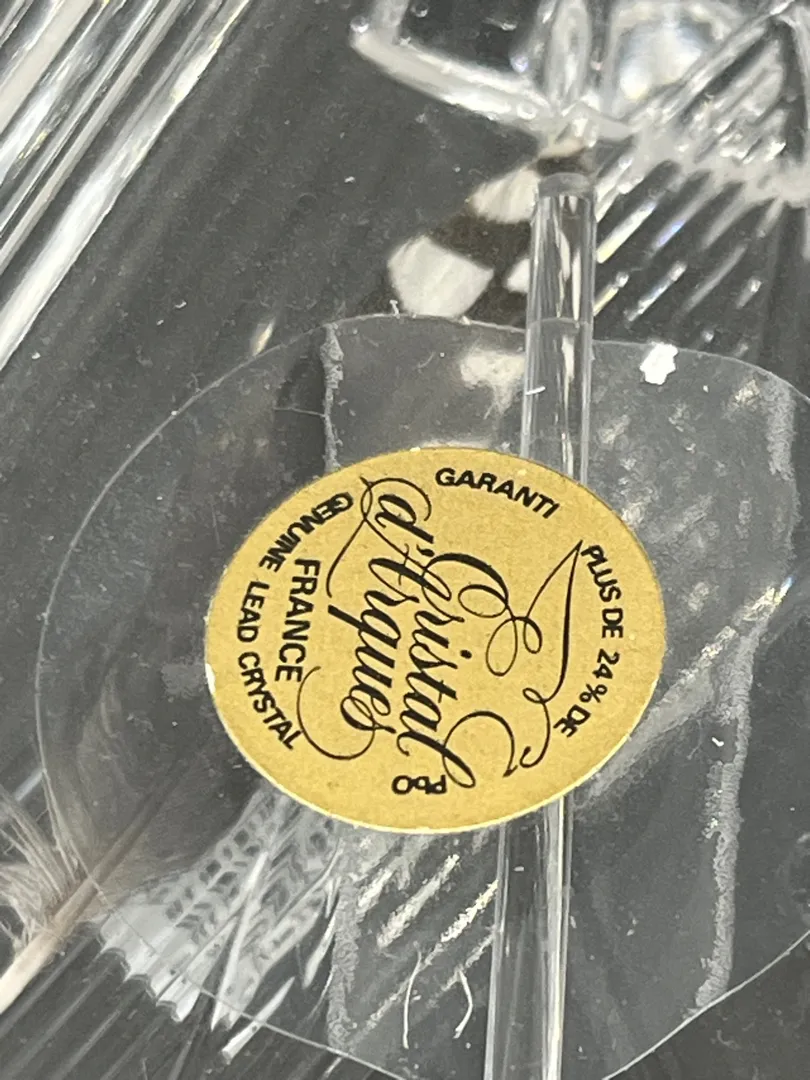 GARANTI
PLUS DE 24% DE
PbO
Cristal
d'Arques
FRANCE
GENUINE LEAD CRYSTAL